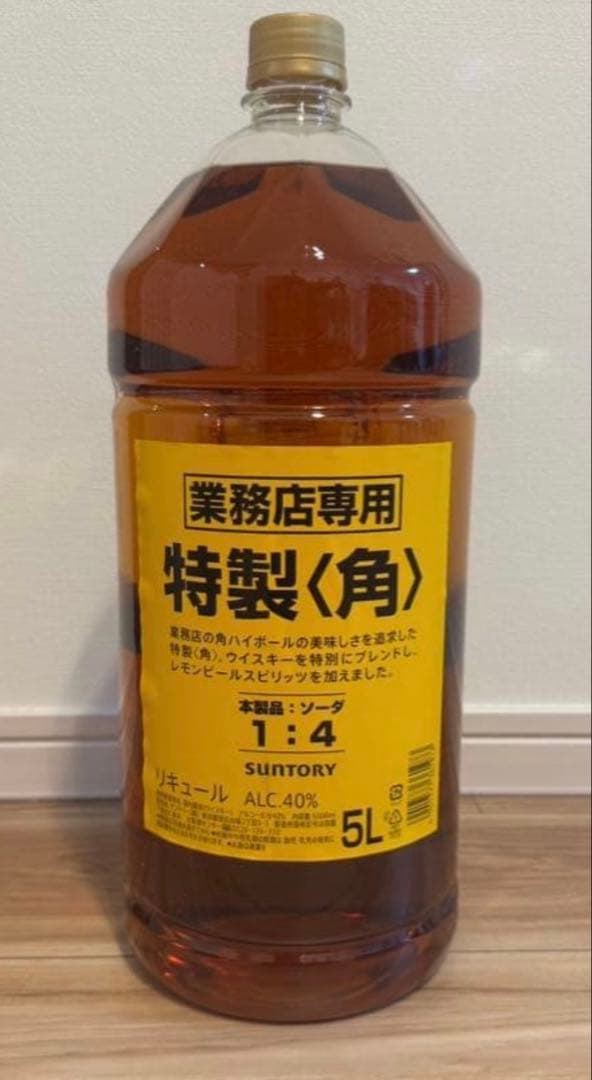 業務店専用
特製〈角〉
業務店の角ハイボールの美味しさを追求した
特製〈角〉。ウイスキーを特別にブレンドし、
レモンピールスピリッツを加えました。
本製品：ソーダ
1：4
SUNTORY
リキュール ALC.40%
5L